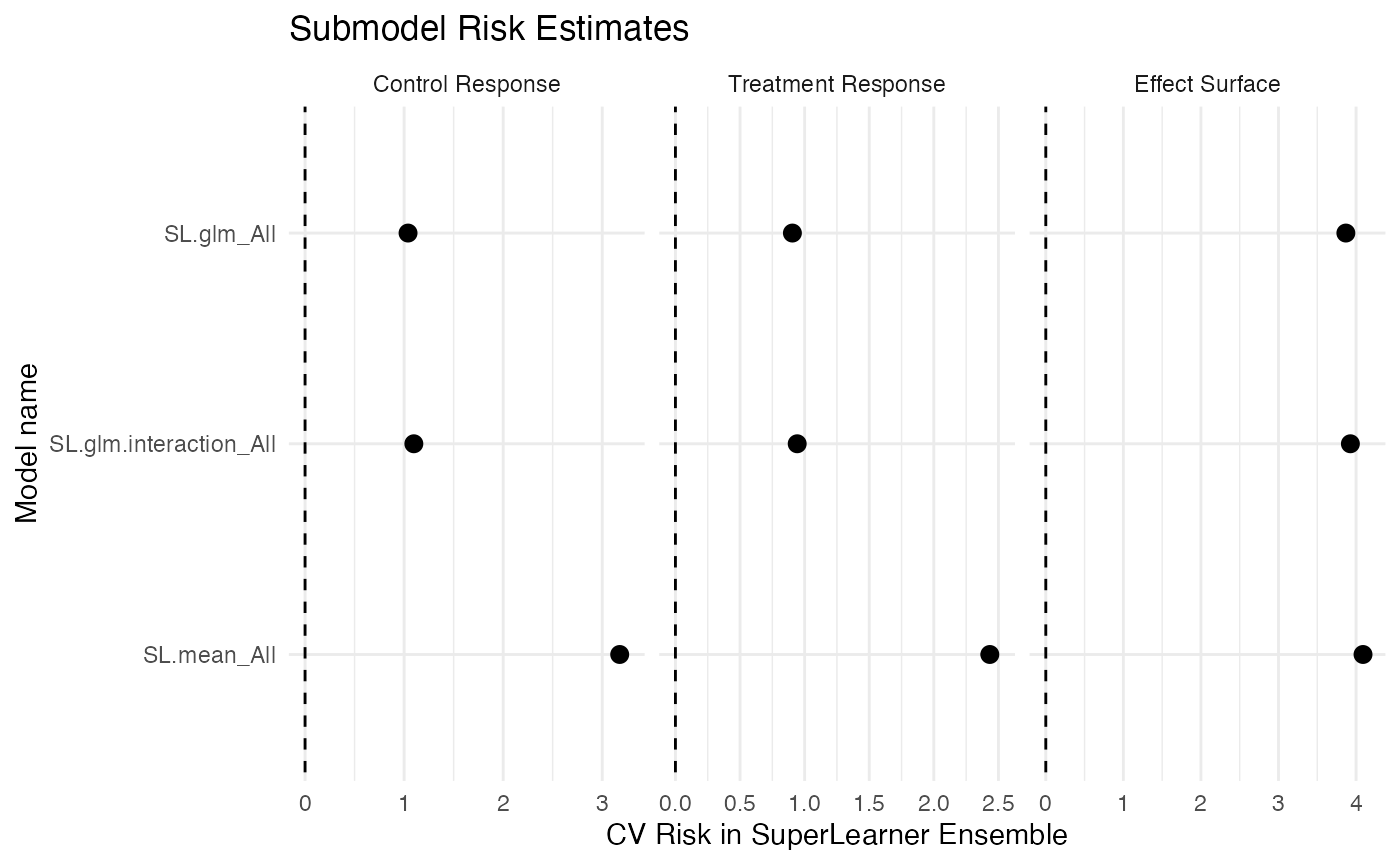 Submodel Risk Estimates
Control Response
Treatment Response
Effect Surface
Model name
SL.glm_All
SL.glm.interaction_All
SL.mean_All
0 1 2 3
0.0 0.5 1.0 1.5 2.0 2.5
0 1 2 3 4
CV Risk in SuperLearner Ensemble